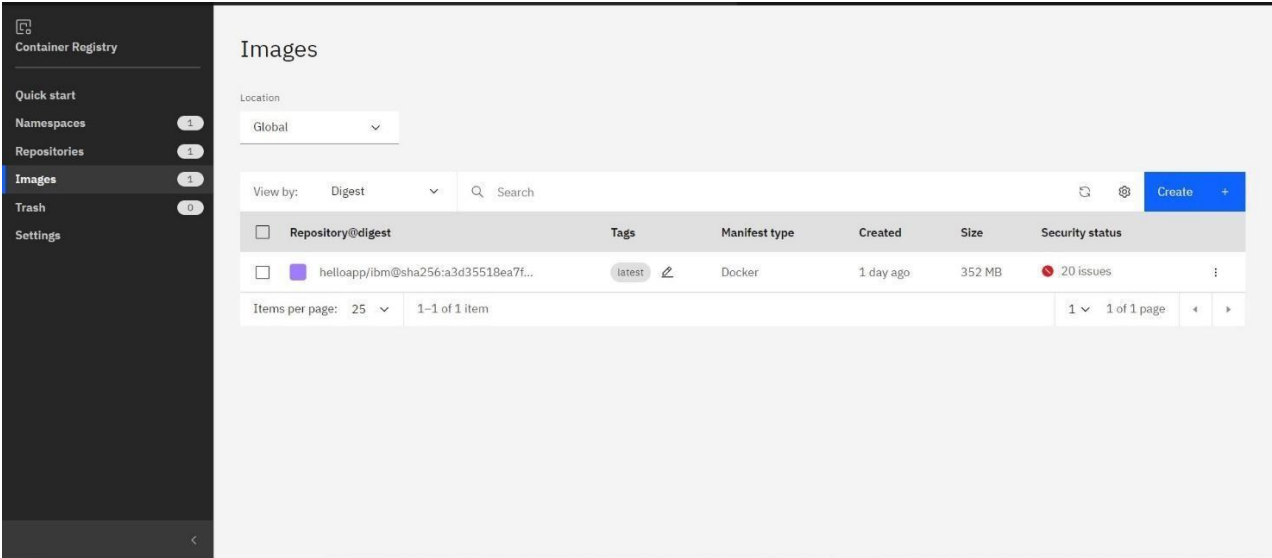 Container Registry
Quick start
Namespaces 1
Repositories 1
Images 1
Trash 0
Settings
Images
Location
Global
View by: Digest Search Create +
Repository@digest Tags Manifest type Created Size Security status
helloapp/ibm@sha256:a3d35518ea7f... latest Docker 1 day ago 352 MB 20 issues
Items per page: 25 1–1 of 1 item 1 1 of 1 page